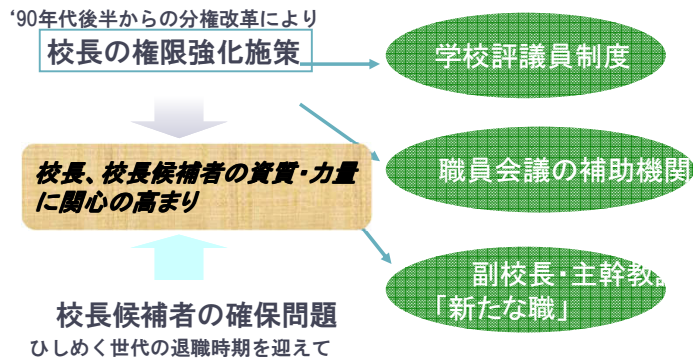 ‘90年代後半からの分権改革により
校長の権限強化施策
学校評議員制度
職員会議の補助機関
校長、校長候補者の資質・力量
に関心の高まり
副校長・主幹教
「新たな職」
校長候補者の確保問題
ひしめく世代の退職時期を迎えて